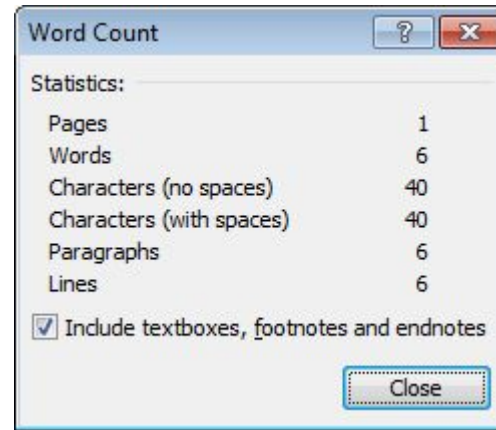 Word Count
Statistics:
Pages 1
Words 6
Characters (no spaces) 40
Characters (with spaces) 40
Paragraphs 6
Lines 6
Include textboxes, footnotes and endnotes
Close